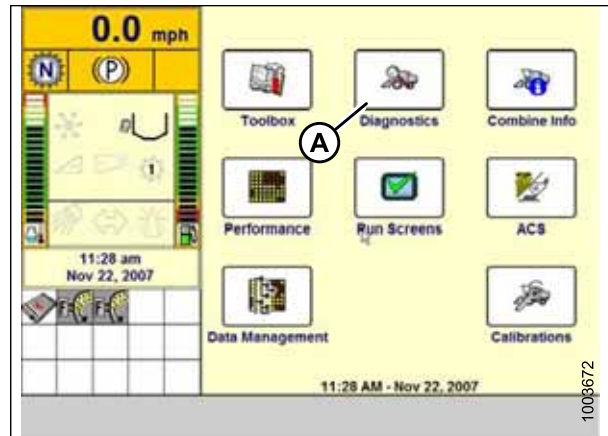 0.0 mph
N (P)
Toolbox
Diagnostics
Combine Info
A
1
Performance
Run Screens
ACS
11:28 am
Nov 22, 2007
F F
Data Management
Calibrations
11:28 AM - Nov 22, 2007
1003672